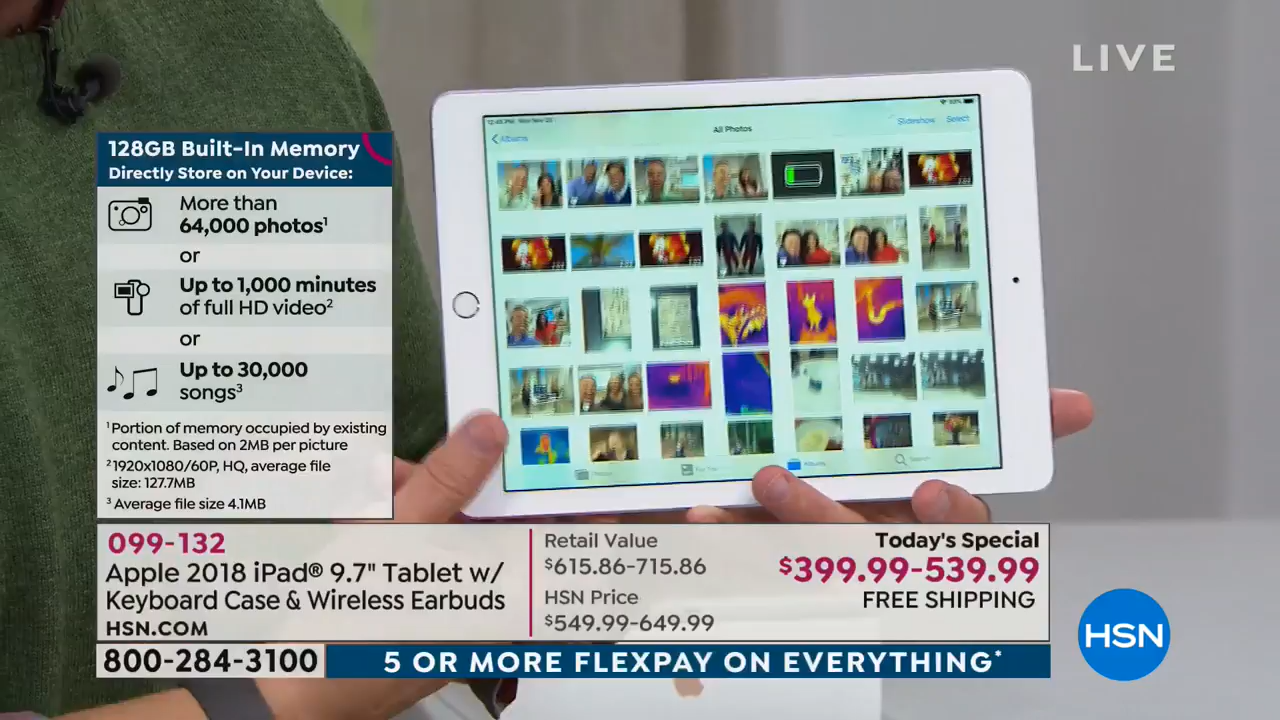 LIVE
128GB Built-In Memory
Directly Store on Your Device:
More than
64,000 photos¹
or
Up to 1,000 minutes
of full HD video²
or
Up to 30,000
songs³
¹Portion of memory occupied by existing
content. Based on 2MB per picture
²1920x1080/60P, HQ, average file
size: 127.7MB
³Average file size 4.1MB
Albums
All Photos
Slideshow
Select
Albums
Search
099-132
Apple 2018 iPad® 9.7" Tablet w/
Keyboard Case & Wireless Earbuds
HSN.COM
Retail Value
$615.86-715.86
HSN Price
$549.99-649.99
Today's Special
$399.99-539.99
FREE SHIPPING
800-284-3100
5 OR MORE FLEXPAY ON EVERYTHING*
HSN